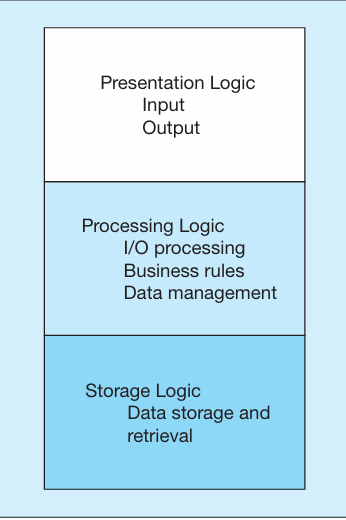 Presentation Logic
Input
Output
Processing Logic
I/O processing
Business rules
Data management
Storage Logic
Data storage and
retrieval